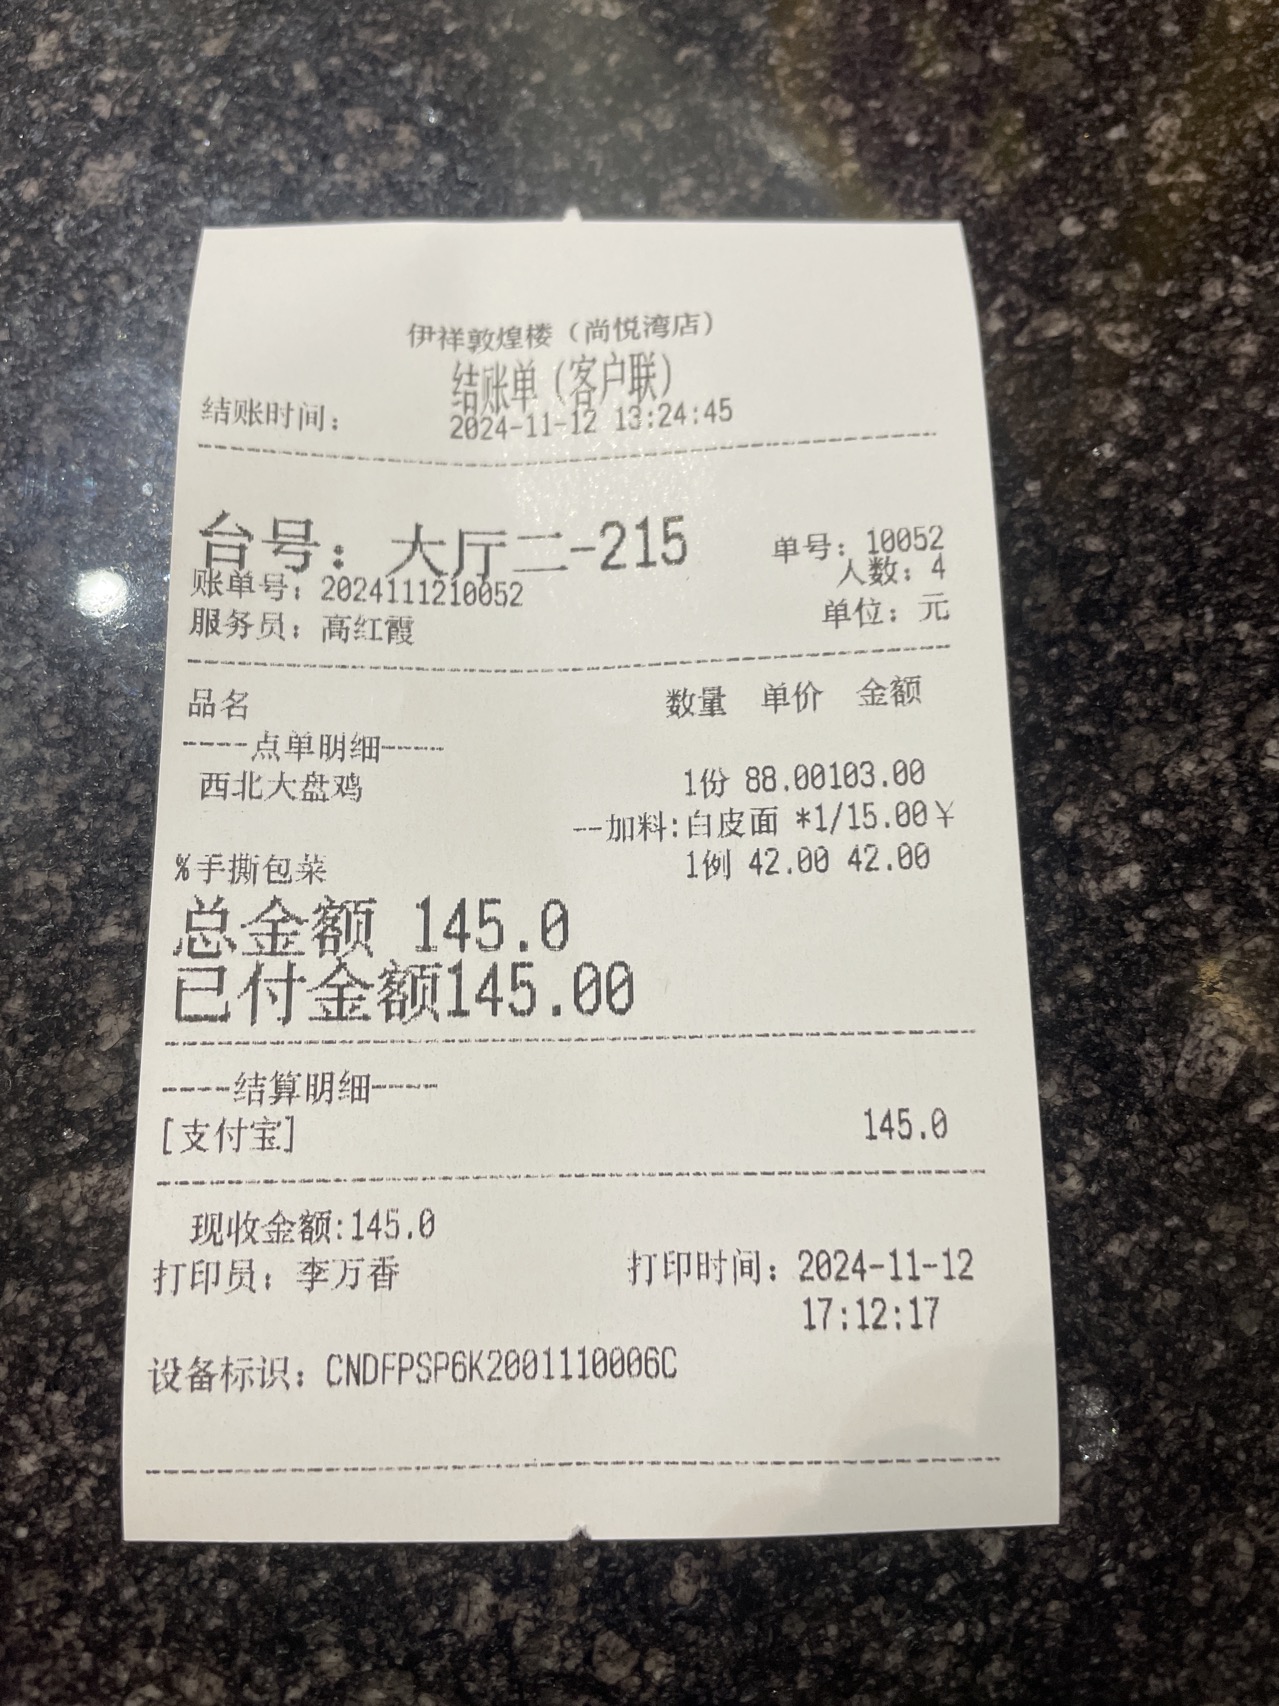 伊祥敦煌楼（尚悦湾店）
结账单（客户联）
结账时间： 2024-11-12 13:24:45
台号：大厅二-215 单号：10052
账单号：2024111210052 人数：4
服务员：高红霞 单位：元
品名 数量 单价 金额
----点单明细----
西北大盘鸡 1份 88.00103.00
--加料:白皮面 *1/15.00￥
%手撕包菜 1例 42.00 42.00
总金额 145.0
已付金额145.00
----结算明细----
[支付宝] 145.0
现收金额:145.0
打印员：李万香 打印时间：2024-11-12
17:12:17
设备标识：CNDFPSP6K2001110006C